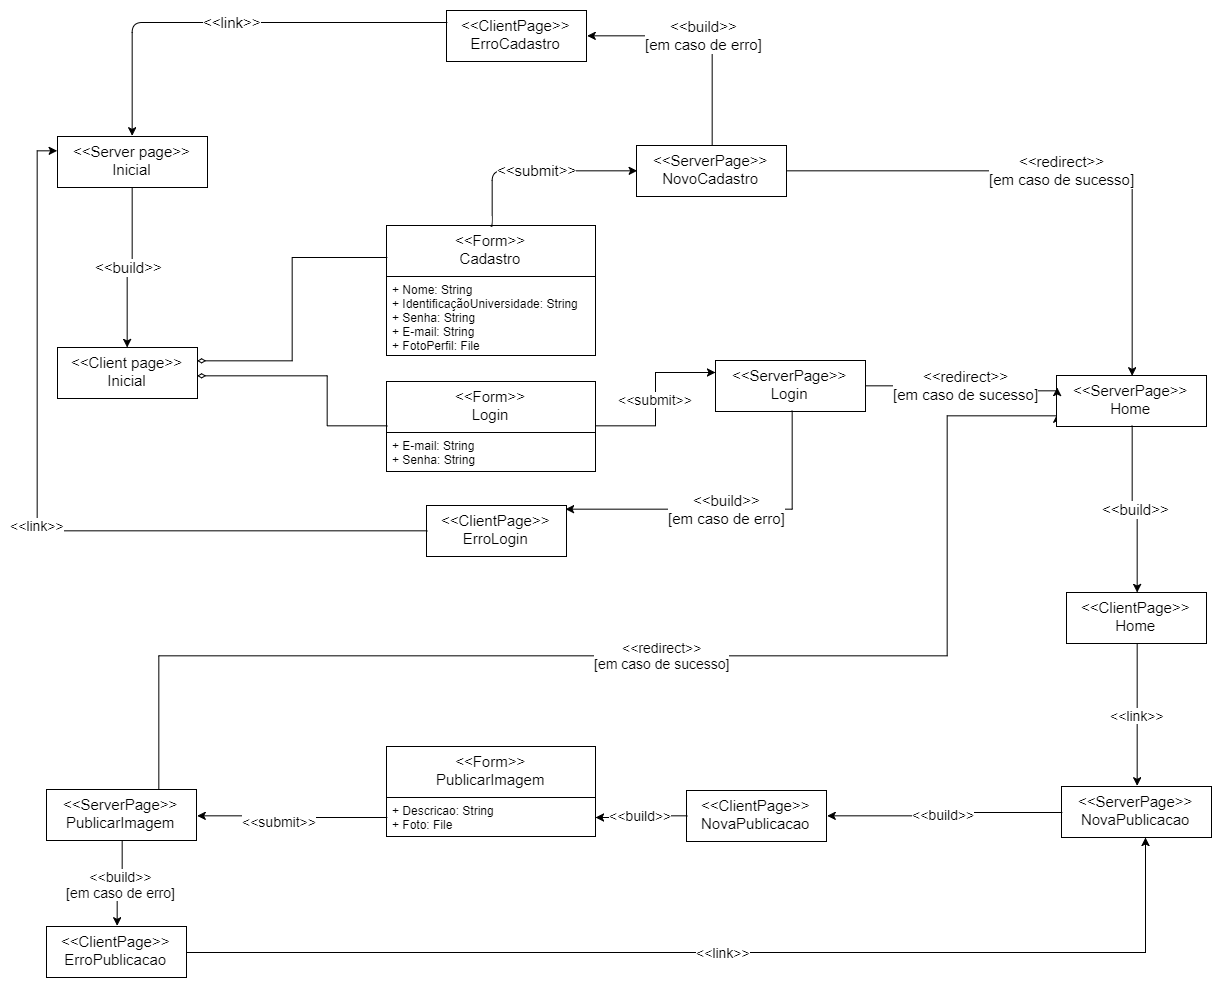 <<link>>
<<ClientPage>>
ErroCadastro
<<build>>
[em caso de erro]
<<Server page>>
Inicial
<<submit>>
<<ServerPage>>
NovoCadastro
<<redirect>>
[em caso de sucesso]
<<build>>
<<Form>>
Cadastro
+ Nome: String
+ IdentificaçãoUniversidade: String
+ Senha: String
+ E-mail: String
+ FotoPerfil: File
<<Client page>>
Inicial
<<Form>>
Login
+ E-mail: String
+ Senha: String
<<submit>>
<<ServerPage>>
Login
<<redirect>>
[em caso de sucesso]
<<ServerPage>>
Home
<<link>>
<<ClientPage>>
ErroLogin
<<build>>
[em caso de erro]
<<build>>
<<ClientPage>>
Home
<<redirect>>
[em caso de sucesso]
<<link>>
<<ServerPage>>
PublicarImagem
<<submit>>
<<Form>>
PublicarImagem
+ Descricao: String
+ Foto: File
<<build>>
<<ClientPage>>
NovaPublicacao
<<build>>
<<ServerPage>>
NovaPublicacao
<<build>>
[em caso de erro]
<<ClientPage>>
ErroPublicacao
<<link>>